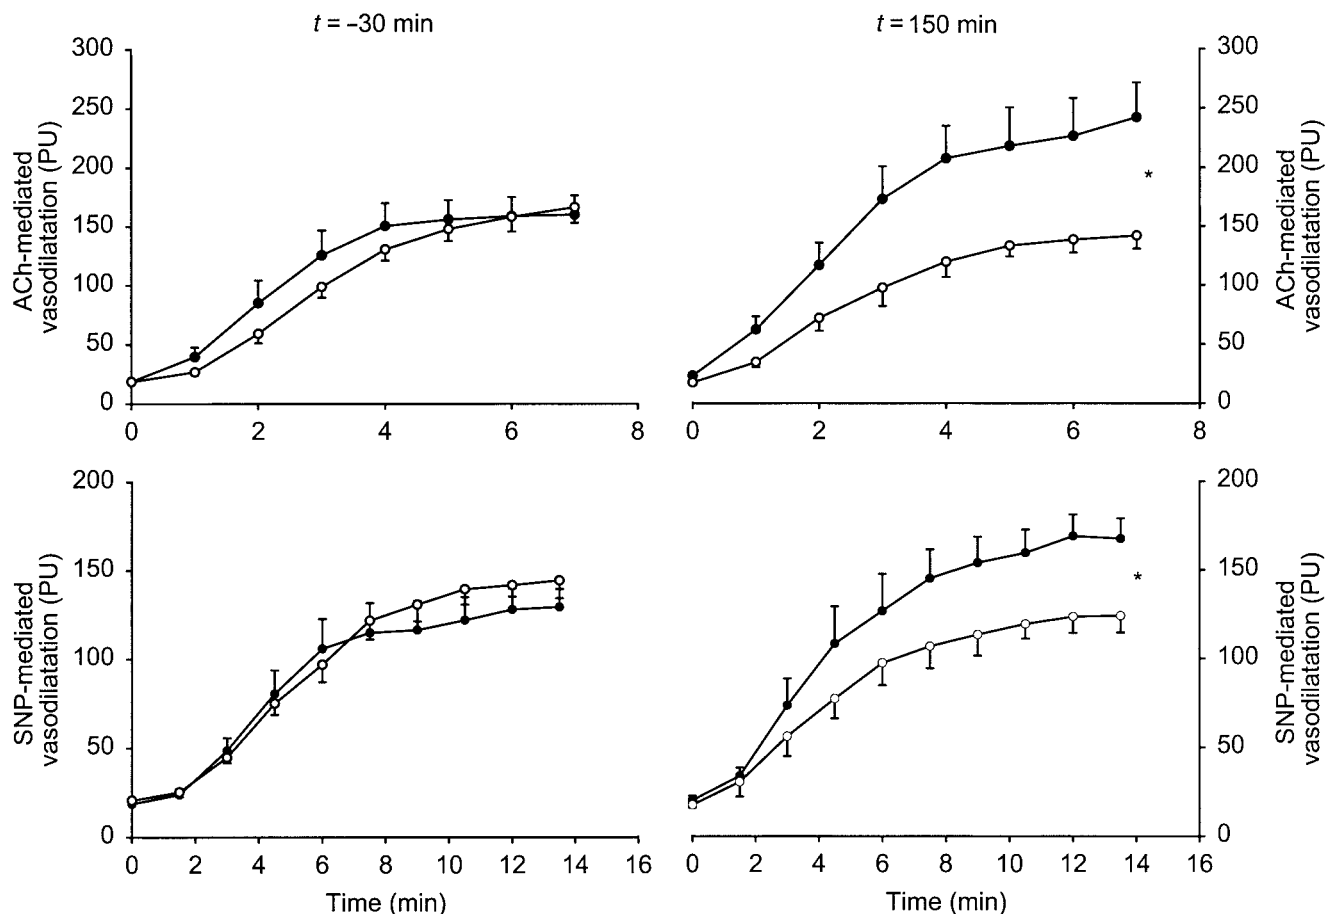 t = –30 min
t = 150 min
300
250
200
150
100
50
0
ACh-mediated
vasodilatation (PU)
0 2 4 6 8
300
250
200
150
100
50
0
ACh-mediated
vasodilatation (PU)
*
0 2 4 6 8
200
150
100
50
0
SNP-mediated
vasodilatation (PU)
0 2 4 6 8 10 12 14 16
Time (min)
200
150
100
50
0
SNP-mediated
vasodilatation (PU)
*
0 2 4 6 8 10 12 14 16
Time (min)